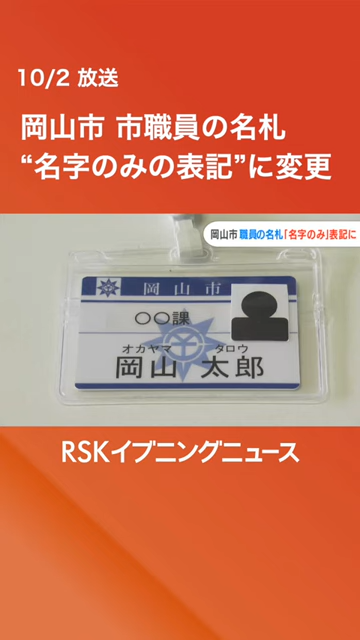 10/2 放送
岡山市 市職員の名札
“名字のみの表記”に変更
岡山市 職員の名札「名字のみ」表記に
岡山市
〇〇課
オカヤマ タロウ
岡山 太郎
RSKイブニングニュース